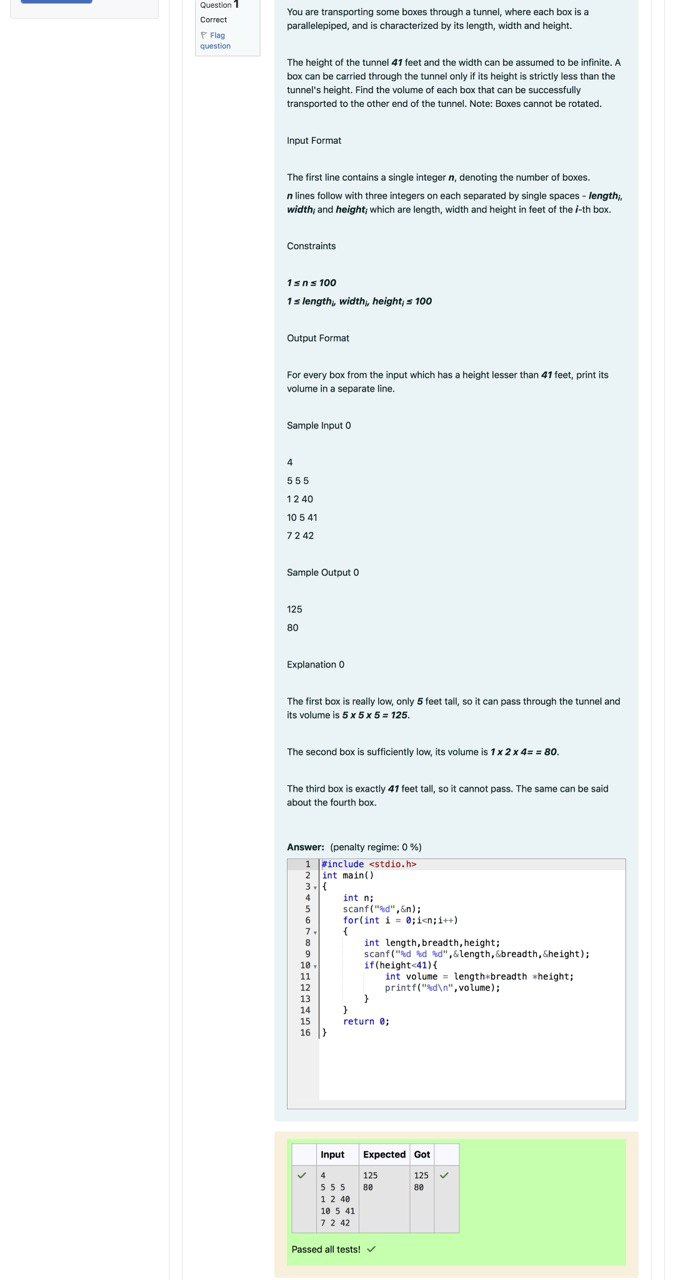 Question 1
Correct
Flag
question
You are transporting some boxes through a tunnel, where each box is a
parallelepiped, and is characterized by its length, width and height.
The height of the tunnel 41 feet and the width can be assumed to be infinite. A
box can be carried through the tunnel only if its height is strictly less than the
tunnel's height. Find the volume of each box that can be successfully
transported to the other end of the tunnel. Note: Boxes cannot be rotated.
Input Format
The first line contains a single integer n, denoting the number of boxes.
n lines follow with three integers on each separated by single spaces - lengthi,
widthi and heighti which are length, width and height in feet of the i-th box.
Constraints
1 ≤ n ≤ 100
1 ≤ lengthi, widthi, heighti ≤ 100
Output Format
For every box from the input which has a height lesser than 41 feet, print its
volume in a separate line.
Sample Input 0
4
5 5 5
1 2 40
10 5 41
7 2 42
Sample Output 0
125
80
Explanation 0
The first box is really low, only 5 feet tall, so it can pass through the tunnel and
its volume is 5 x 5 x 5 = 125.
The second box is sufficiently low, its volume is 1 x 2 x 4= = 80.
The third box is exactly 41 feet tall, so it cannot pass. The same can be said
about the fourth box.
Answer: (penalty regime: 0 %)
1 #include <stdio.h>
2 int main()
3 {
4 int n;
5 scanf("%d",&n);
6 for(int i = 0;i<n;i++)
7 {
8 int length,breadth,height;
9 scanf("%d %d %d",&length,&breadth,&height);
10 if(height<41){
11 int volume = length*breadth *height;
12 printf("%d\n",volume);
13 }
14 }
15 return 0;
16 }
Input Expected Got
4 125 125
5 5 5 80 80
1 2 40
10 5 41
7 2 42
Passed all tests!